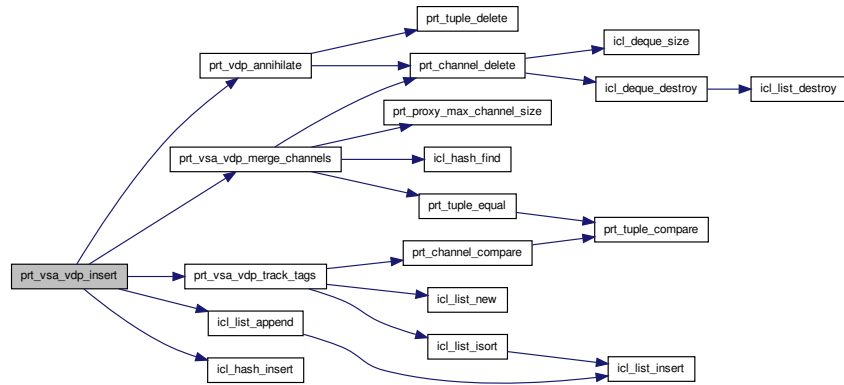 prt_tuple_delete
icl_deque_size
prt_vdp_annihilate
prt_channel_delete
icl_deque_destroy
icl_list_destroy
prt_proxy_max_channel_size
prt_vsa_vdp_merge_channels
icl_hash_find
prt_tuple_equal
prt_tuple_compare
prt_channel_compare
prt_vsa_vdp_insert
prt_vsa_vdp_track_tags
icl_list_new
icl_list_append
icl_list_isort
icl_hash_insert
icl_list_insert